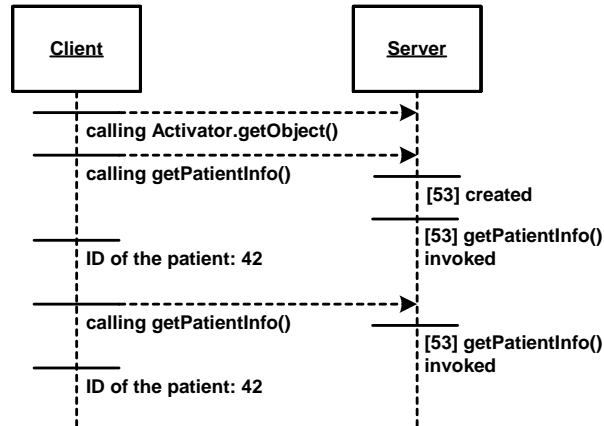 Client
Server
calling Activator.getObject()
calling getPatientInfo()
[53] created
[53] getPatientInfo()
invoked
ID of the patient: 42
calling getPatientInfo()
[53] getPatientInfo()
invoked
ID of the patient: 42